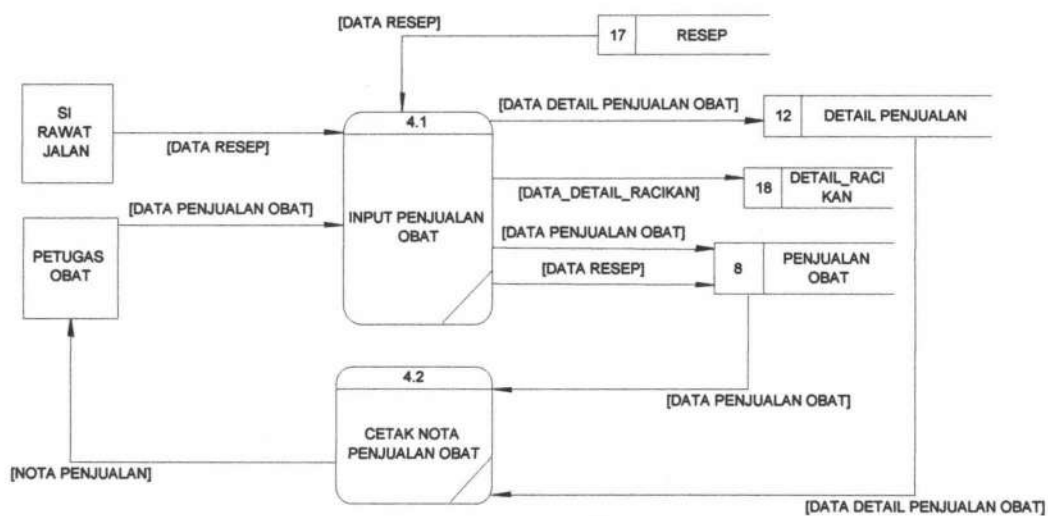 [DATA RESEP]
17 RESEP
SI
RAWAT
JALAN
[DATA RESEP]
4.1
INPUT PENJUALAN
OBAT
[DATA DETAIL PENJUALAN OBAT]
12 DETAIL PENJUALAN
[DATA_DETAIL_RACIKAN]
18 DETAIL_RACI
KAN
[DATA PENJUALAN OBAT]
PETUGAS
OBAT
[DATA PENJUALAN OBAT]
[DATA RESEP]
8 PENJUALAN
OBAT
4.2
CETAK NOTA
PENJUALAN OBAT
[DATA PENJUALAN OBAT]
[NOTA PENJUALAN]
[DATA DETAIL PENJUALAN OBAT]